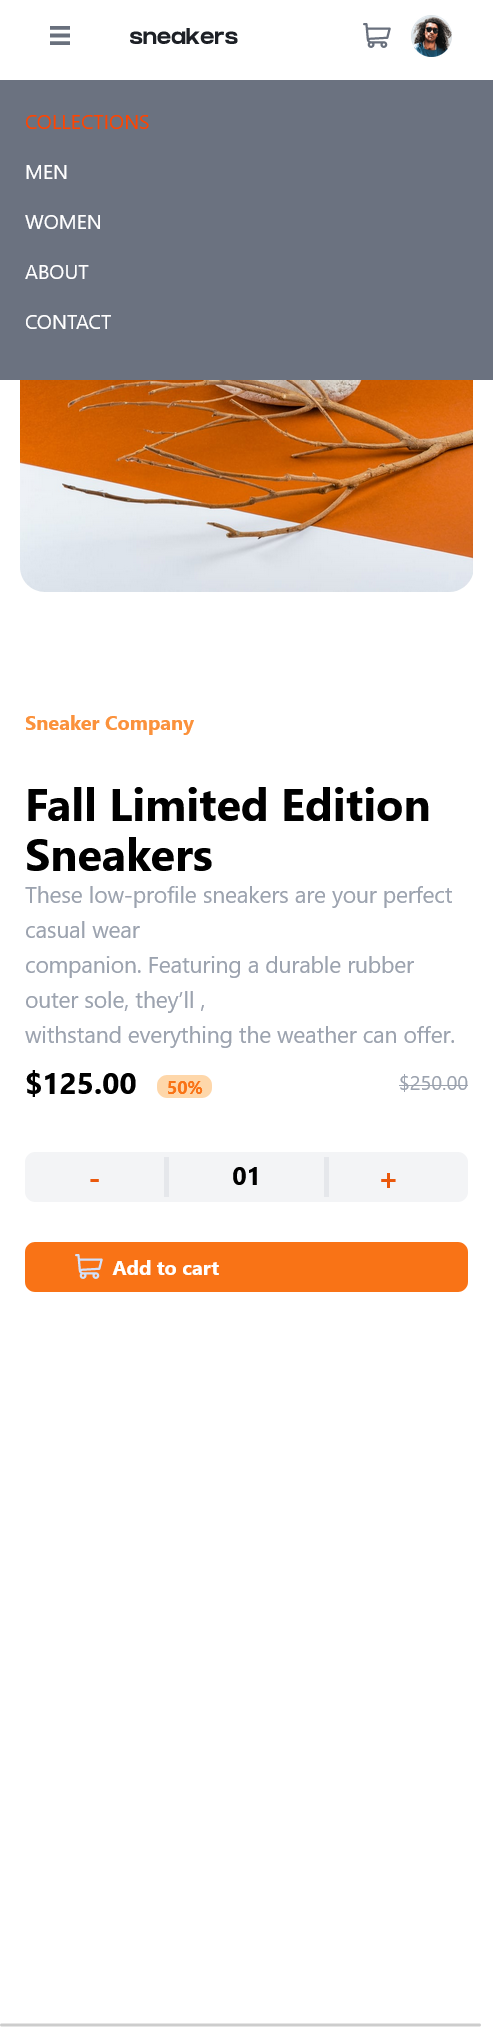 sneakers
COLLECTIONS
MEN
WOMEN
ABOUT
CONTACT
Sneaker Company
Fall Limited Edition
Sneakers
These low-profile sneakers are your perfect
casual wear
companion. Featuring a durable rubber
outer sole, they’ll ,
withstand everything the weather can offer.
$125.00 50% $250.00
- 01 +
Add to cart